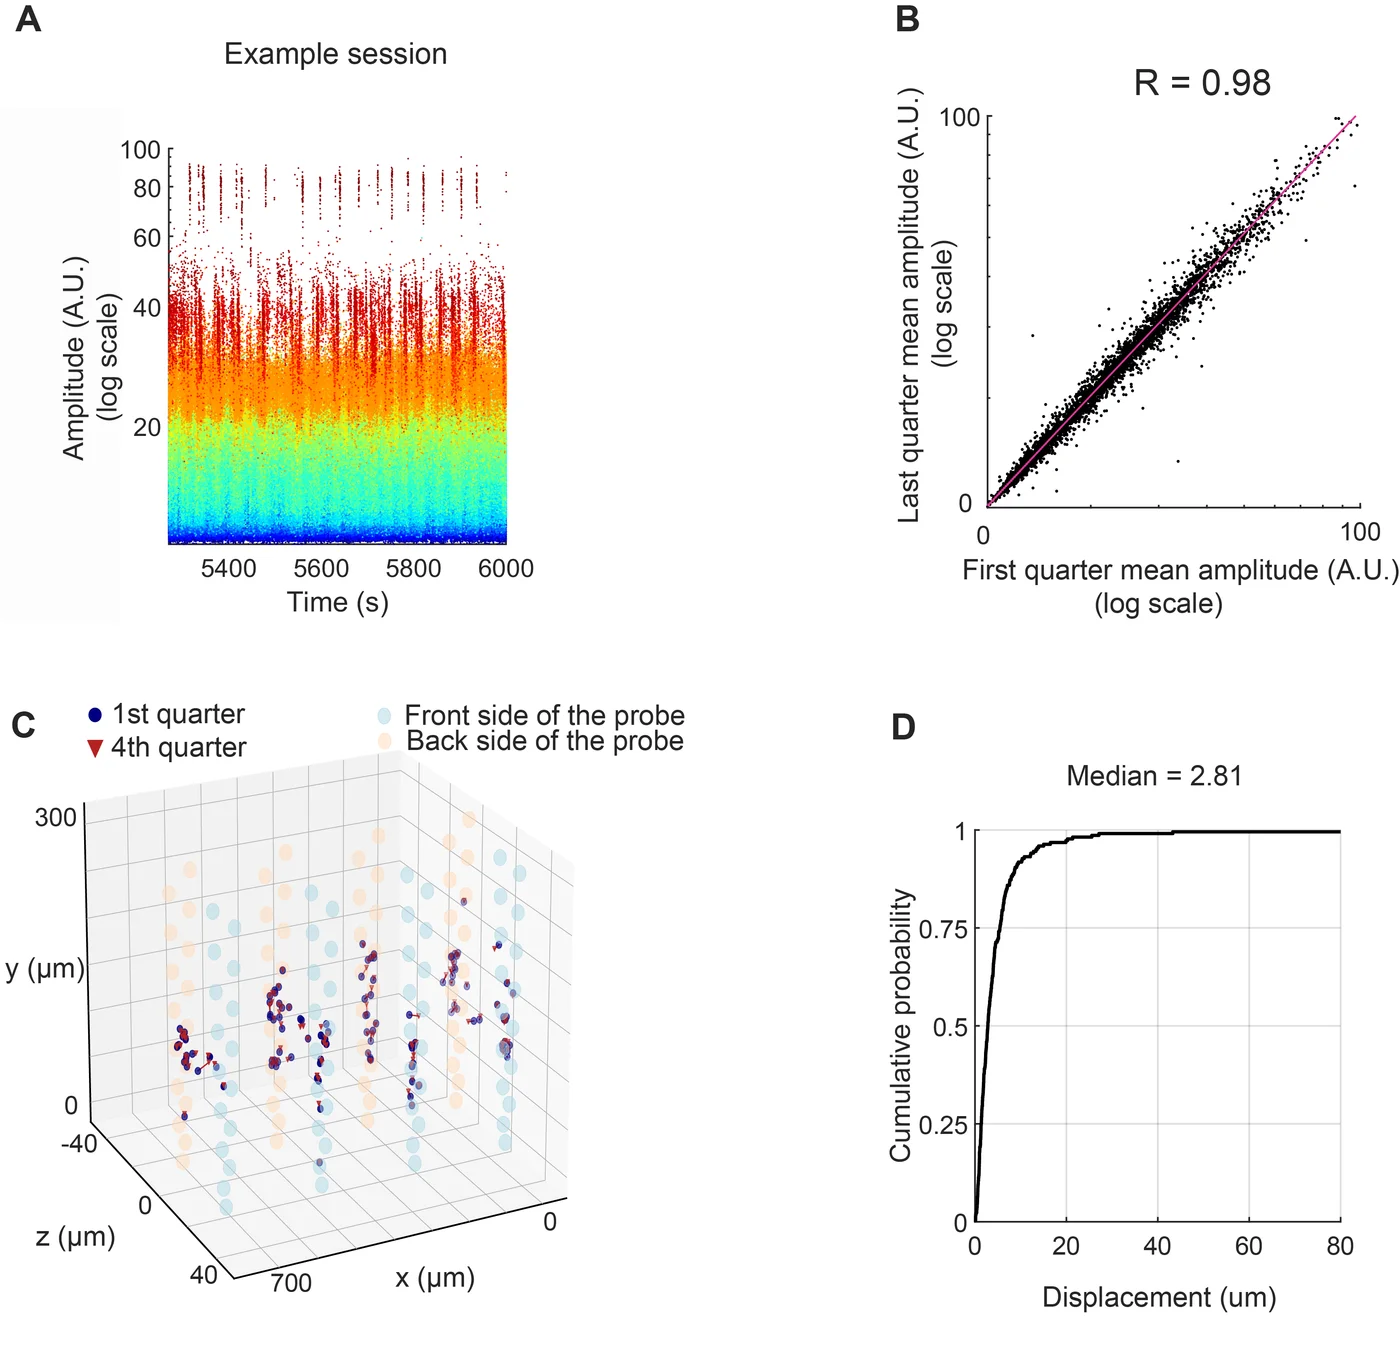 A
Example session
100
80
60
40
20
Amplitude (A.U.)
(log scale)
5400 5600 5800 6000
Time (s)
B
R = 0.98
100
0
Last quarter mean amplitude (A.U.)
(log scale)
0 100
First quarter mean amplitude (A.U.)
(log scale)
C
1st quarter
4th quarter
Front side of the probe
Back side of the probe
300
y (μm)
0
-40
0
z (μm)
40
700
x (μm)
0
D
Median = 2.81
1
0.75
0.5
0.25
0
Cumulative probability
0 20 40 60 80
Displacement (um)